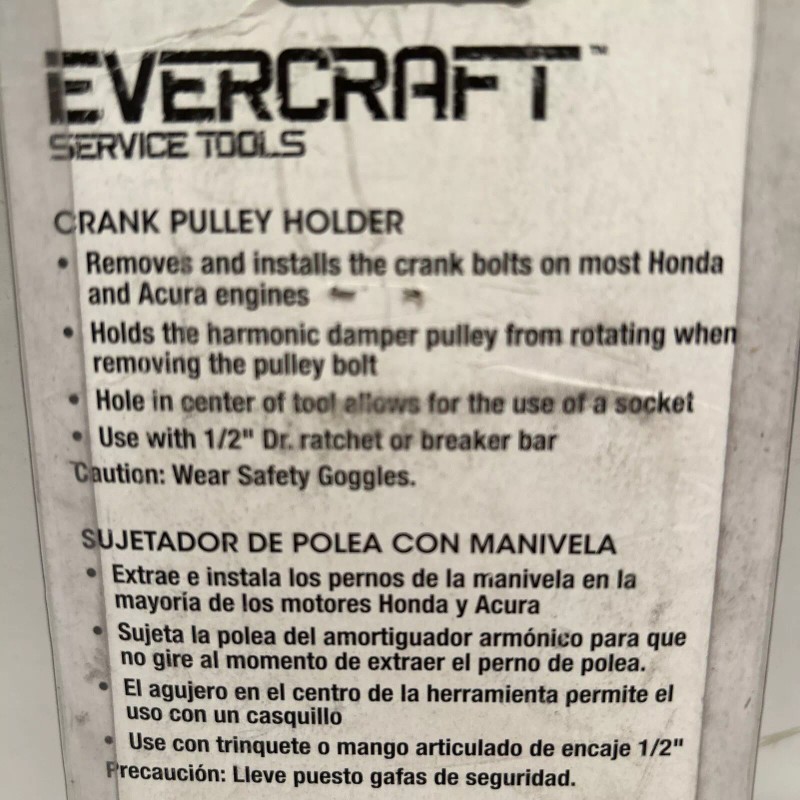 EVERCRAFT™
SERVICE TOOLS
CRANK PULLEY HOLDER
• Removes and installs the crank bolts on most Honda
and Acura engines
• Holds the harmonic damper pulley from rotating when
removing the pulley bolt
• Hole in center of tool allows for the use of a socket
• Use with 1/2" Dr. ratchet or breaker bar
Caution: Wear Safety Goggles.
SUJETADOR DE POLEA CON MANIVELA
• Extrae e instala los pernos de la manivela en la
mayoría de los motores Honda y Acura
• Sujeta la polea del amortiguador armónico para que
no gire al momento de extraer el perno de polea.
• El agujero en el centro de la herramienta permite el
uso con un casquillo
• Use con trinquete o mango articulado de encaje 1/2"
Precaución: Lleve puesto gafas de seguridad.